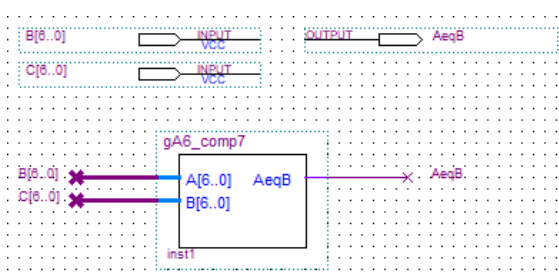 B[6..0] INPUT VCC OUTPUT AeqB
C[6..0] INPUT VCC
gA6_comp7
B[6..0] A[6..0] AeqB AeqB
C[6..0] B[6..0]
inst1